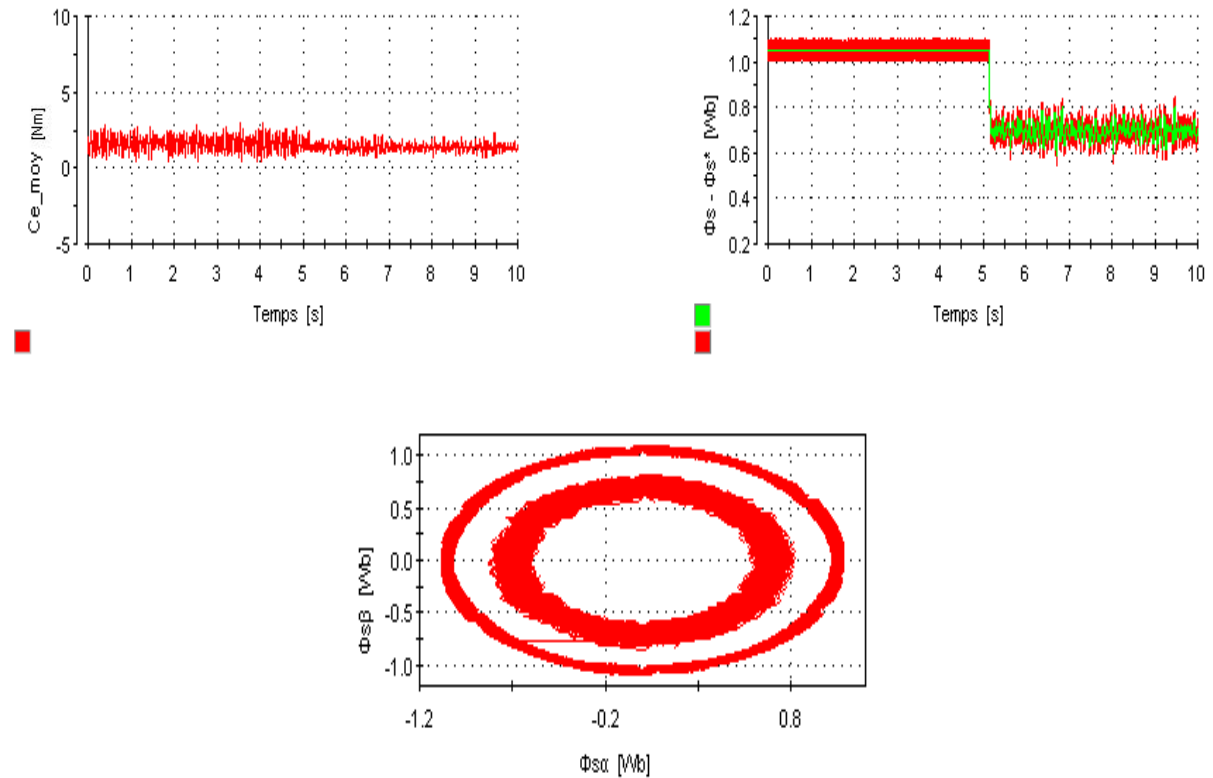 10
5
0
-5
Ce_moy [Nm]
0 1 2 3 4 5 6 7 8 9 10
Temps [s]
1.2
1.0
0.8
0.6
0.4
0.2
Φs - Φs* [Wb]
0 1 2 3 4 5 6 7 8 9 10
Temps [s]
1.0
0.5
0.0
-0.5
-1.0
Φsβ [Wb]
-1.2 -0.2 0.8
Φsα [Wb]